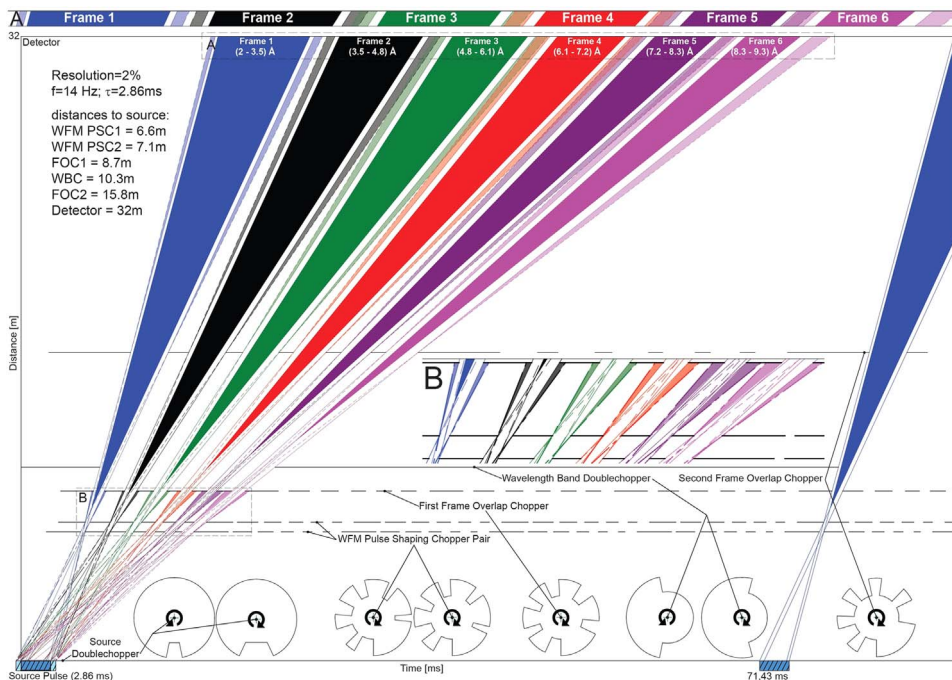 A Frame 1 Frame 2 Frame 3 Frame 4 Frame 5 Frame 6
32
Detector
A
Frame 1
(2 - 3.5) Å
Frame 2
(3.5 - 4.8) Å
Frame 3
(4.8 - 6.1) Å
Frame 4
(6.1 - 7.2) Å
Frame 5
(7.2 - 8.3) Å
Frame 6
(8.3 - 9.3) Å
Resolution=2%
f=14 Hz; τ=2.86ms
distances to source:
WFM PSC1 = 6.6m
WFM PSC2 = 7.1m
FOC1 = 8.7m
WBC = 10.3m
FOC2 = 15.8m
Detector = 32m
Distance [m]
B
B
Wavelength Band Doublechopper
Second Frame Overlap Chopper
First Frame Overlap Chopper
WFM Pulse Shaping Chopper Pair
Source
Doublechopper
Time [ms]
Source Pulse (2.86 ms)
71.43 ms